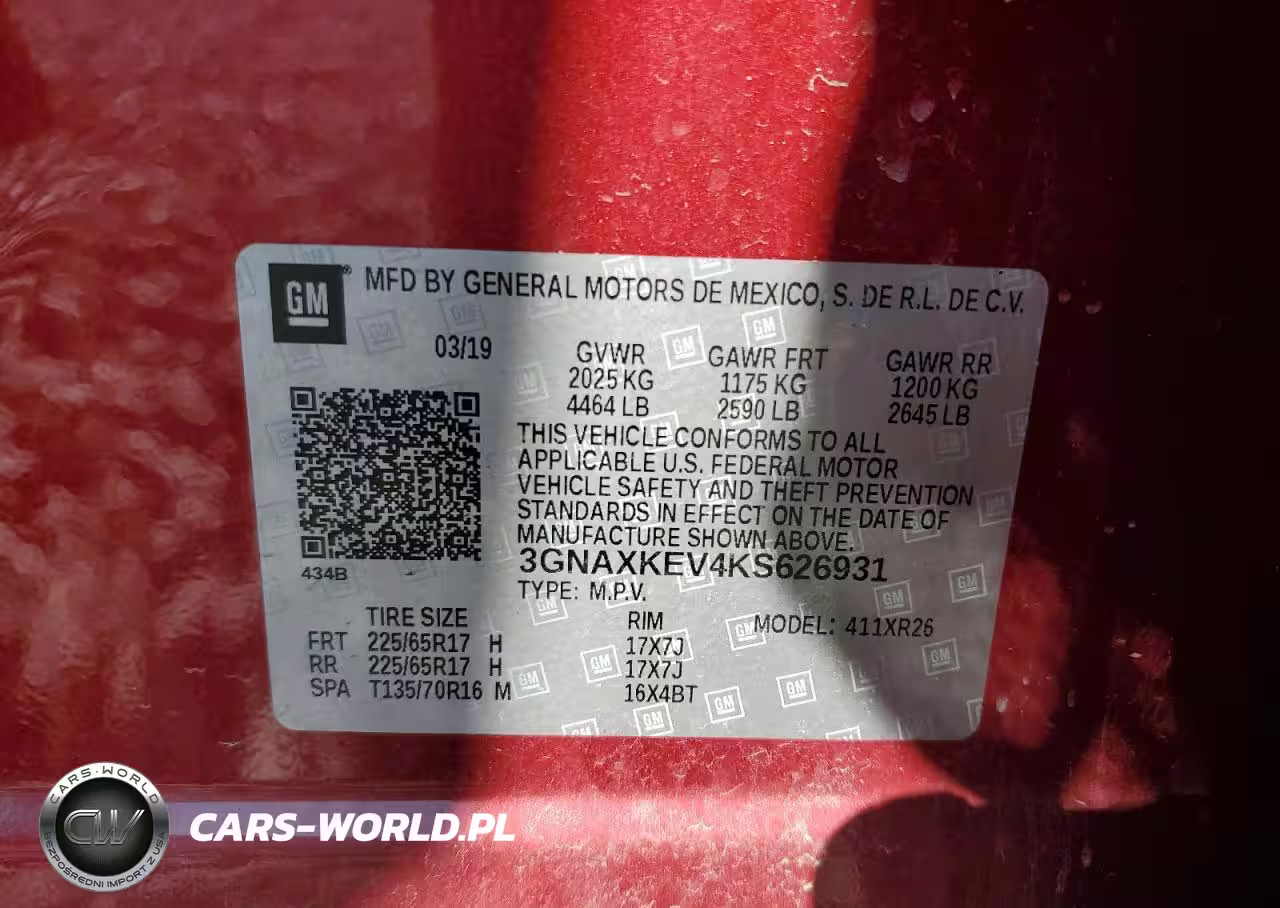 GM®
MFD BY GENERAL MOTORS DE MEXICO, S. DE R.L. DE C.V.
03/19
GVWR GAWR FRT GAWR RR
2025 KG 1175 KG 1200 KG
4464 LB 2590 LB 2645 LB
THIS VEHICLE CONFORMS TO ALL
APPLICABLE U.S. FEDERAL MOTOR
VEHICLE SAFETY AND THEFT PREVENTION
STANDARDS IN EFFECT ON THE DATE OF
MANUFACTURE SHOWN ABOVE.
434B
3GNAXKEV4KS626931
TYPE: M.P.V.
TIRE SIZE RIM MODEL: 411XR26
FRT 225/65R17 H 17X7J
RR 225/65R17 H 17X7J
SPA T135/70R16 M 16X4BT
CARS-WORLD
CW
BEZPOŚREDNI IMPORT Z USA
CARS-WORLD.PL